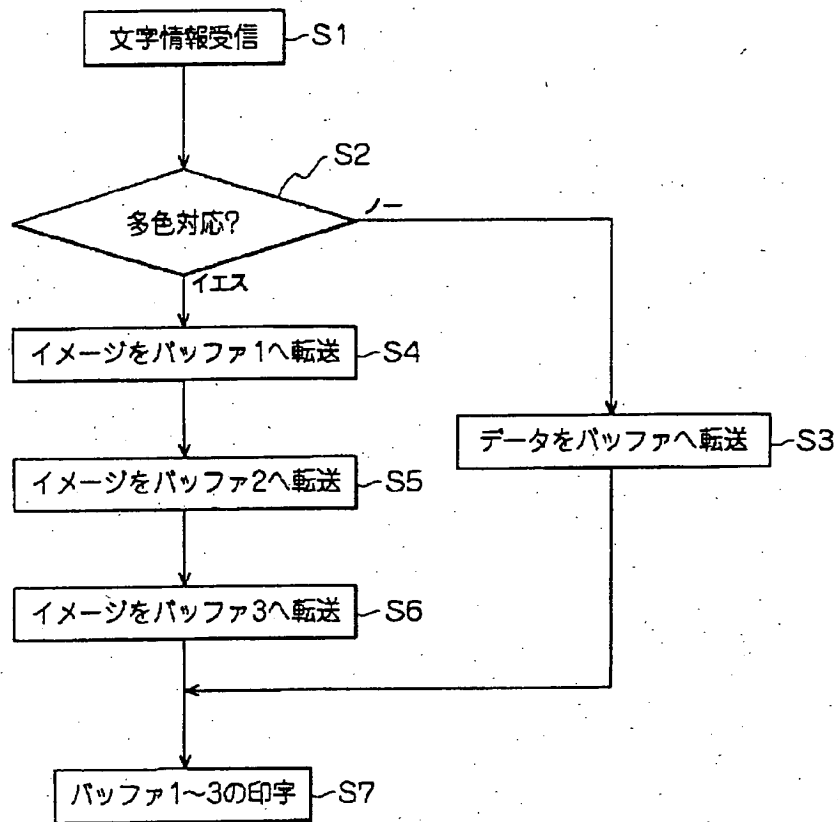 文字情報受信 S1
S2
多色対応?
ノー
イエス
イメージをバッファ1へ転送 S4
データをバッファへ転送 S3
イメージをバッファ2へ転送 S5
イメージをバッファ3へ転送 S6
バッファ1〜3の印字 S7